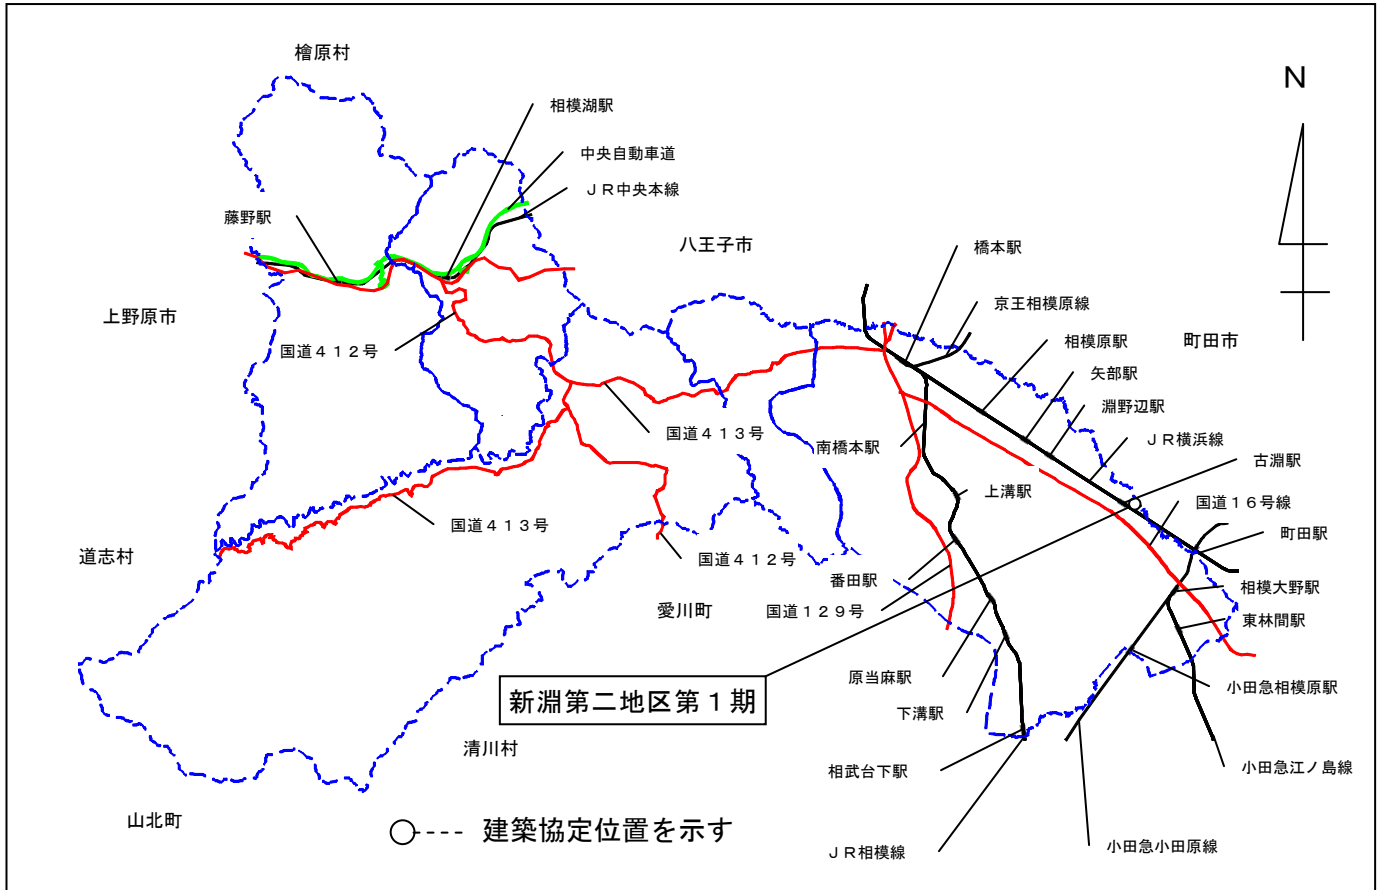 檜原村
N
相模湖駅
中央自動車道
ＪＲ中央本線
藤野駅
八王子市
橋本駅
京王相模原線
上野原市
相模原駅
町田市
国道４１２号
矢部駅
淵野辺駅
国道４１３号
ＪＲ横浜線
南橋本駅
古淵駅
上溝駅
国道１６号線
国道４１３号
町田駅
道志村
国道４１２号
番田駅
相模大野駅
愛川町
国道１２９号
東林間駅
原当麻駅
小田急相模原駅
新淵第二地区第１期
下溝駅
清川村
相武台下駅
小田急江ノ島線
山北町
建築協定位置を示す
ＪＲ相模線
小田急小田原線